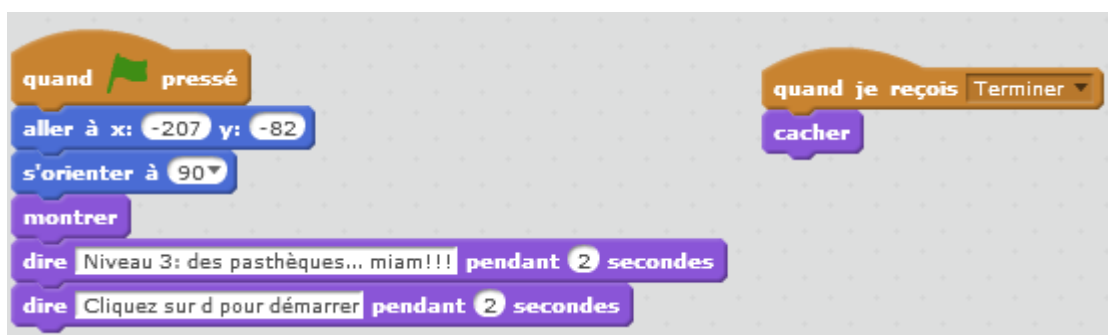 quand pressé
aller à x: -207 y: -82
s'orienter à 90
montrer
dire Niveau 3: des pasthèques... miam!!! pendant 2 secondes
dire Cliquez sur d pour démarrer pendant 2 secondes
quand je reçois Terminer
cacher